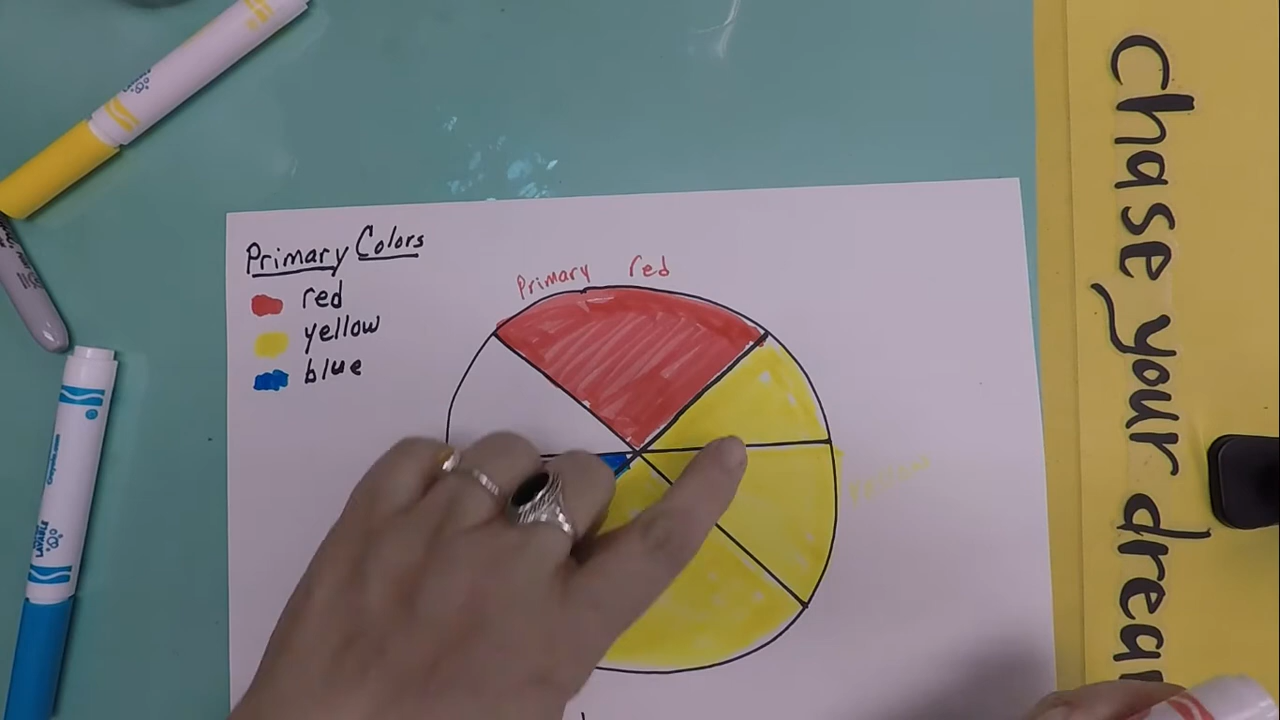 Primary Colors
red
yellow
blue
Primary red
yellow
Chase your drea